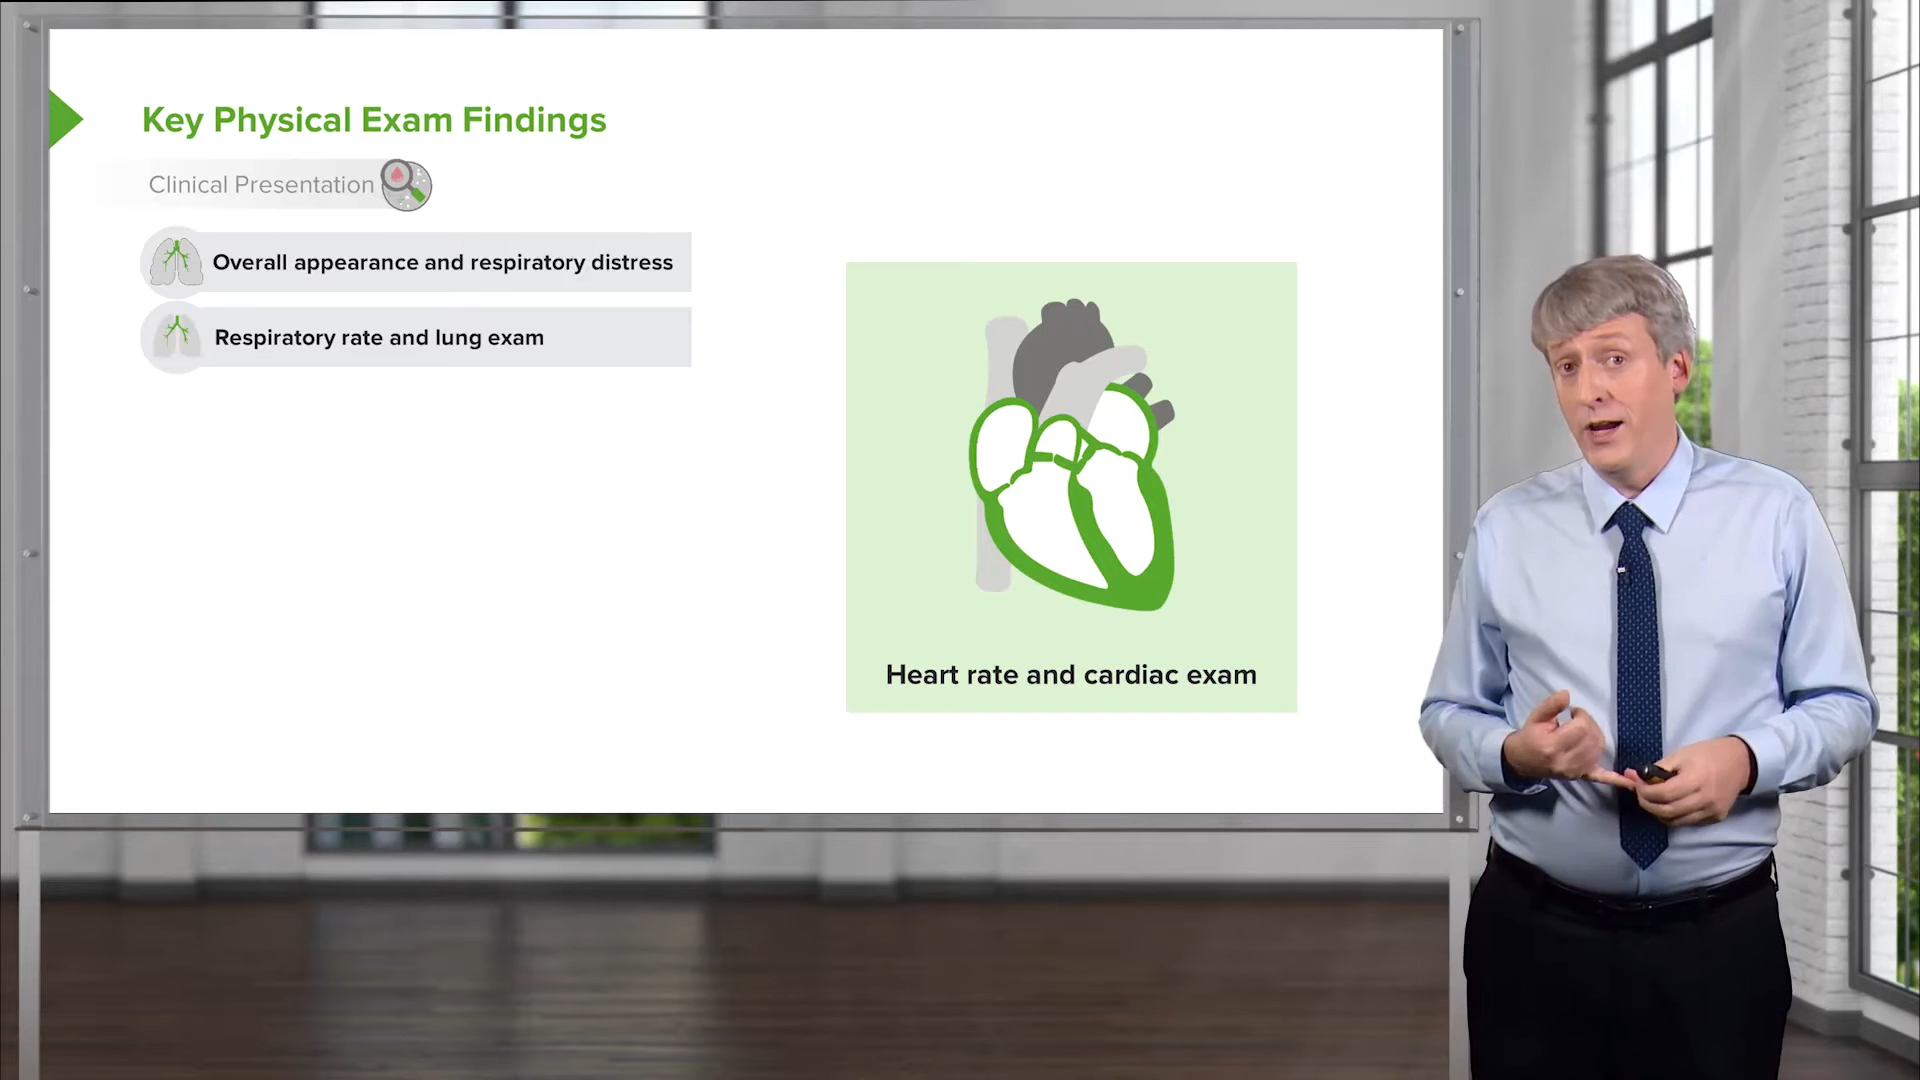 Key Physical Exam Findings
Clinical Presentation
Overall appearance and respiratory distress
Respiratory rate and lung exam
Heart rate and cardiac exam